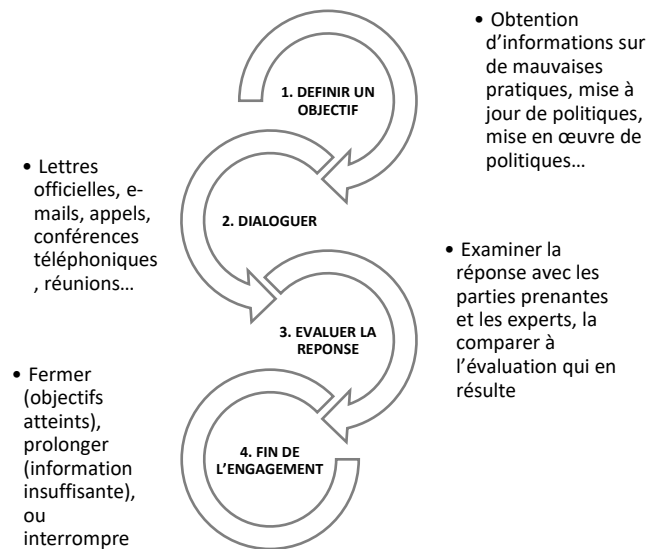 1. DEFINIR UN
OBJECTIF
• Obtention
d’informations sur
de mauvaises
pratiques, mise à
jour de politiques,
mise en œuvre de
politiques…
• Lettres
officielles, e-
mails, appels,
conférences
téléphoniques
, réunions…
2. DIALOGUER
3. EVALUER LA
REPONSE
• Examiner la
réponse avec les
parties prenantes
et les experts, la
comparer à
l’évaluation qui en
résulte
• Fermer
(objectifs
atteints),
prolonger
(information
insuffisante),
ou
interrompre
4. FIN DE
L’ENGAGEMENT